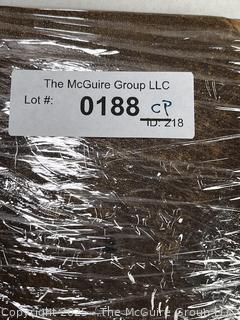 The McGuire Group LLC
Lot #: 0188 CP
ID: 218
Copyright 2025 - The McGuire Group LLC